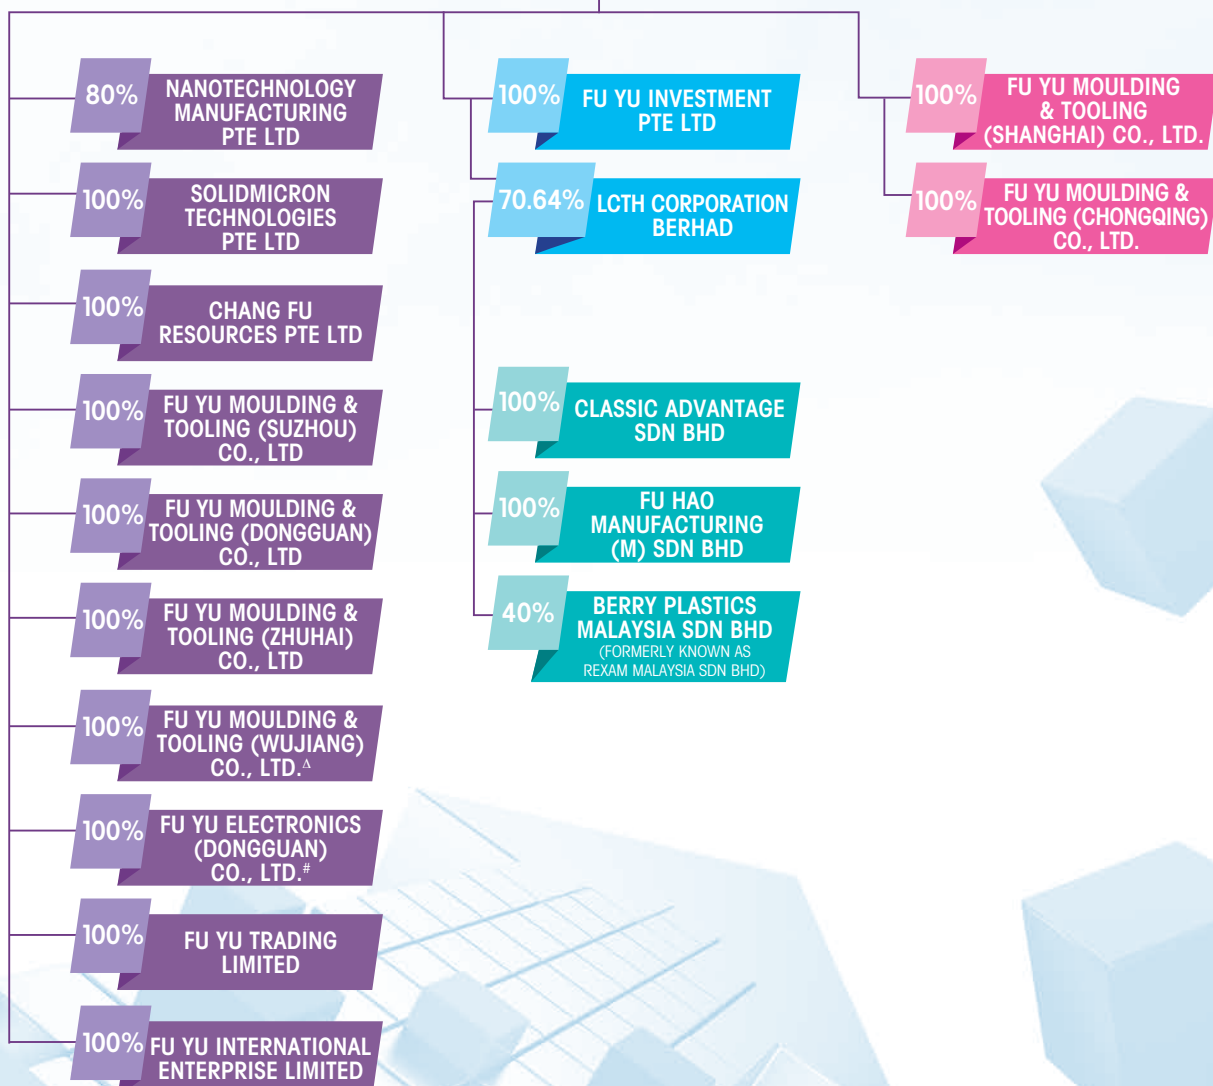 80%
NANOTECHNOLOGY
MANUFACTURING
PTE LTD
100%
SOLIDMICRON
TECHNOLOGIES
PTE LTD
100%
CHANG FU
RESOURCES PTE LTD
100%
FU YU MOULDING &
TOOLING (SUZHOU)
CO., LTD
100%
FU YU MOULDING &
TOOLING (DONGGUAN)
CO., LTD
100%
FU YU MOULDING &
TOOLING (ZHUHAI)
CO., LTD
100%
FU YU MOULDING &
TOOLING (WUJIANG)
CO., LTD.Δ
100%
FU YU ELECTRONICS
(DONGGUAN)
CO., LTD.#
100%
FU YU TRADING
LIMITED
100%
FU YU INTERNATIONAL
ENTERPRISE LIMITED
100%
FU YU INVESTMENT
PTE LTD
70.64%
LCTH CORPORATION
BERHAD
100%
CLASSIC ADVANTAGE
SDN BHD
100%
FU HAO
MANUFACTURING
(M) SDN BHD
40%
BERRY PLASTICS
MALAYSIA SDN BHD
(FORMERLY KNOWN AS
REXAM MALAYSIA SDN BHD)
100%
FU YU MOULDING
& TOOLING
(SHANGHAI) CO., LTD.
100%
FU YU MOULDING &
TOOLING (CHONGQING)
CO., LTD.